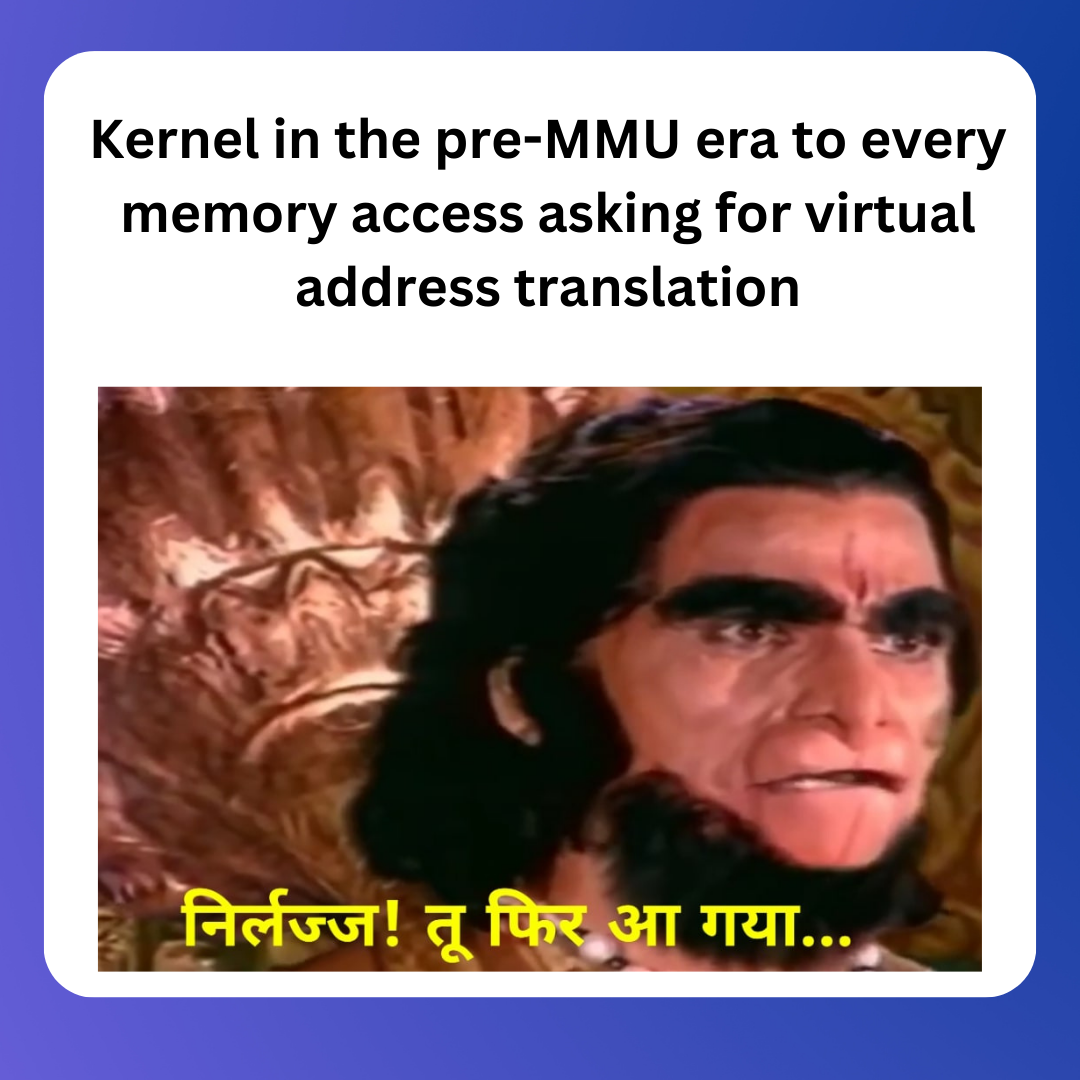 Kernel in the pre-MMU era to every
memory access asking for virtual
address translation
निर्लज्ज! तू फिर आ गया...